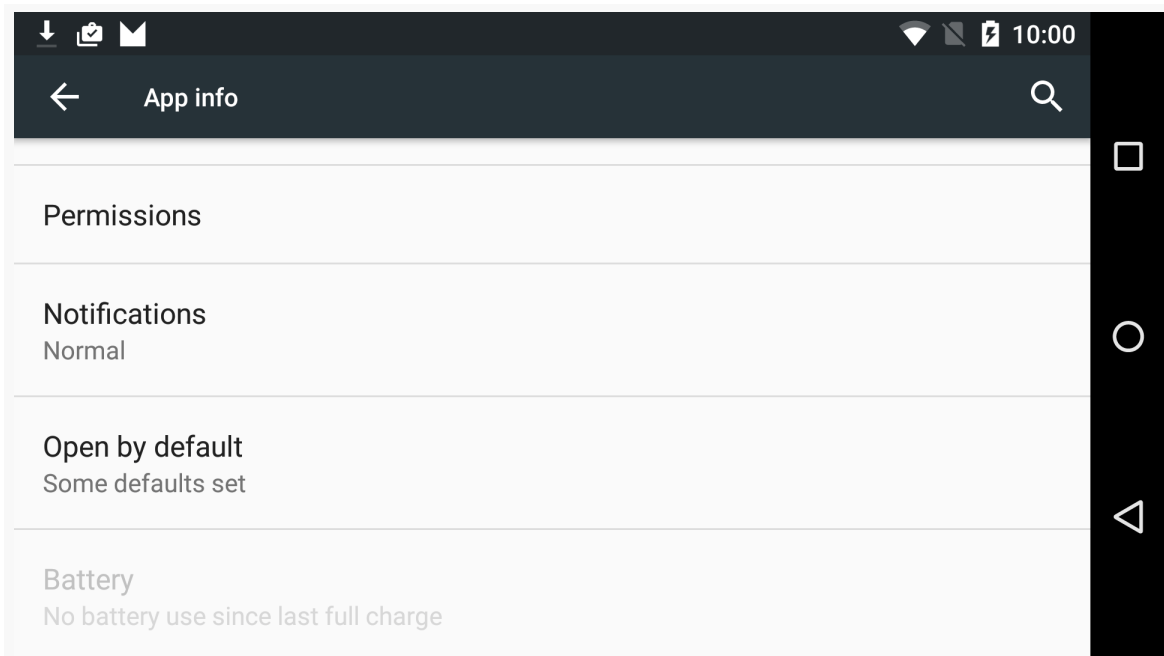 10:00
App info
Permissions
Notifications
Normal
Open by default
Some defaults set
Battery
No battery use since last full charge